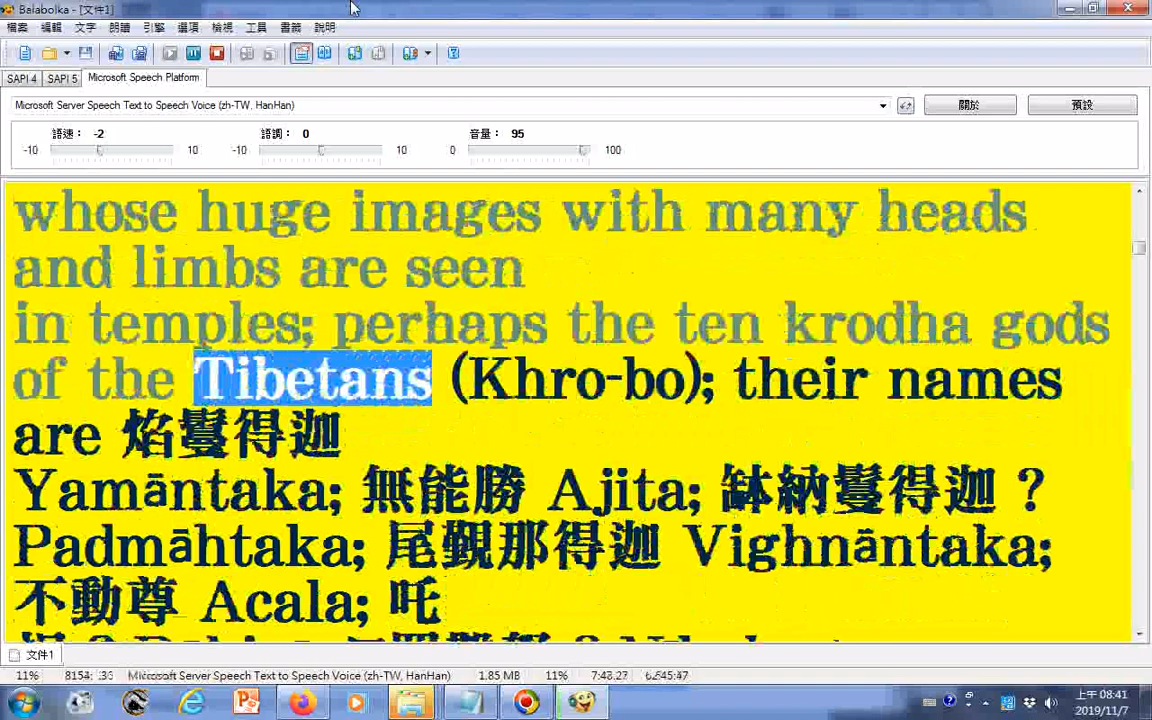 Balabolka - [文件1]
檔案 編輯 文字 朗讀 引擎 選項 檢視 工具 書籤 說明
SAPI 4 SAPI 5 Microsoft Speech Platform
Microsoft Server Speech Text to Speech Voice (zh-TW, HanHan) 關於 預設
語速： -2 語調： 0 音量： 95
-10 10 -10 10 0 100
whose huge images with many heads
and limbs are seen
in temples; perhaps the ten krodha gods
of the Tibetans (Khro-bo); their names
are 焰鬘得迦
Yamāntaka; 無能勝 Ajita; 缽納鬘得迦？
Padmāhtaka; 尾覲那得迦 Vighnāntaka;
不動尊 Acala; 吒
文件1
11% Microsoft Server Speech Text to Speech Voice (zh-TW, HanHan) 1.85 MB 11%
上午 08:41
2019/11/7